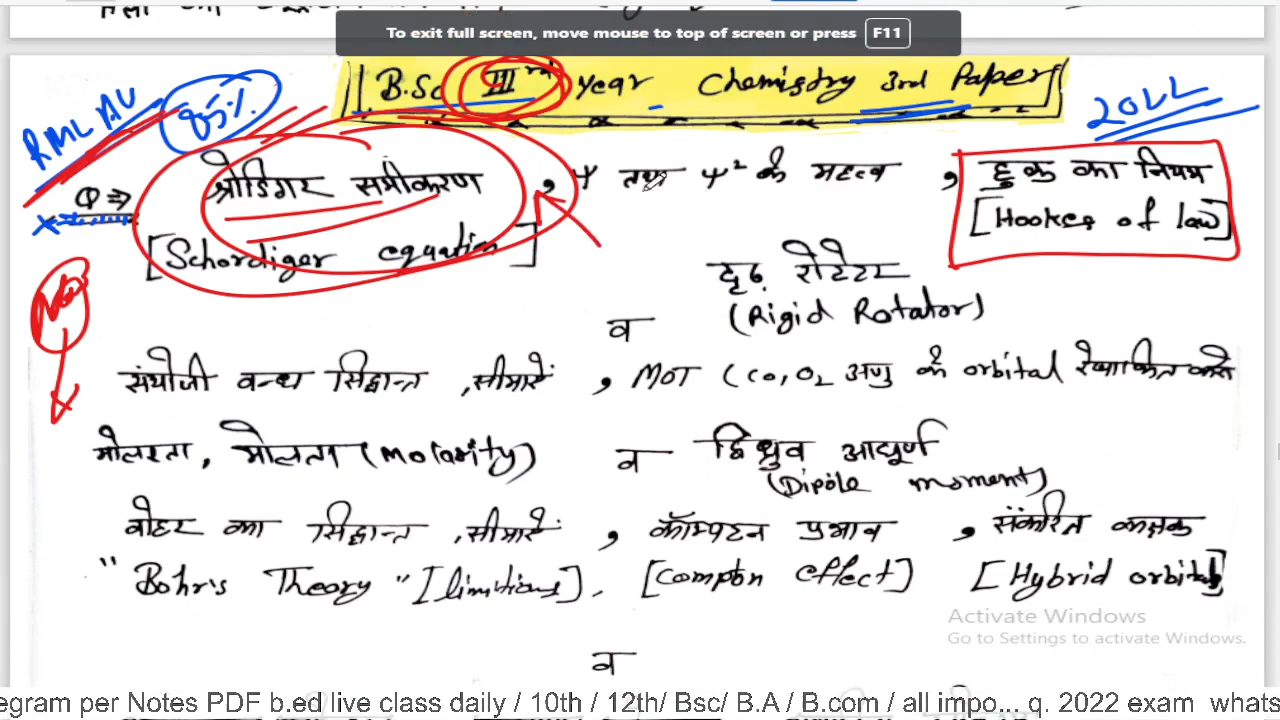 To exit full screen, move mouse to top of screen or press F11
B.Sc IIIrd year Chemistry 3rd Paper
RML AU 85% 2022
Q ⇒ श्रोडिंगर समीकरण , Ψ तथा Ψ² के महत्व , हुक का नियम
[Schordiger equation] [Hookes of law]
दृढ़ रोटेटर
व (Rigid Rotator)
संयोजी बन्ध सिद्धान्त , सीमाएं , MOT (CO, O₂ अणु के orbital रेखांकित करो
मोलरता, मोलता (Molarity) व द्विध्रुव आघूर्ण
(Dipole moment)
बोहर का सिद्धान्त , सीमाएं , कॉम्पटन प्रभाव , संकरित कक्षक
" Bohr's Theory " [limitions] , [Compton effect] [Hybrid orbital]
Activate Windows
Go to Settings to activate Windows.
व
egram per Notes PDF b.ed live class daily / 10th / 12th/ Bsc/ B.A / B.com / all impo... q. 2022 exam whats